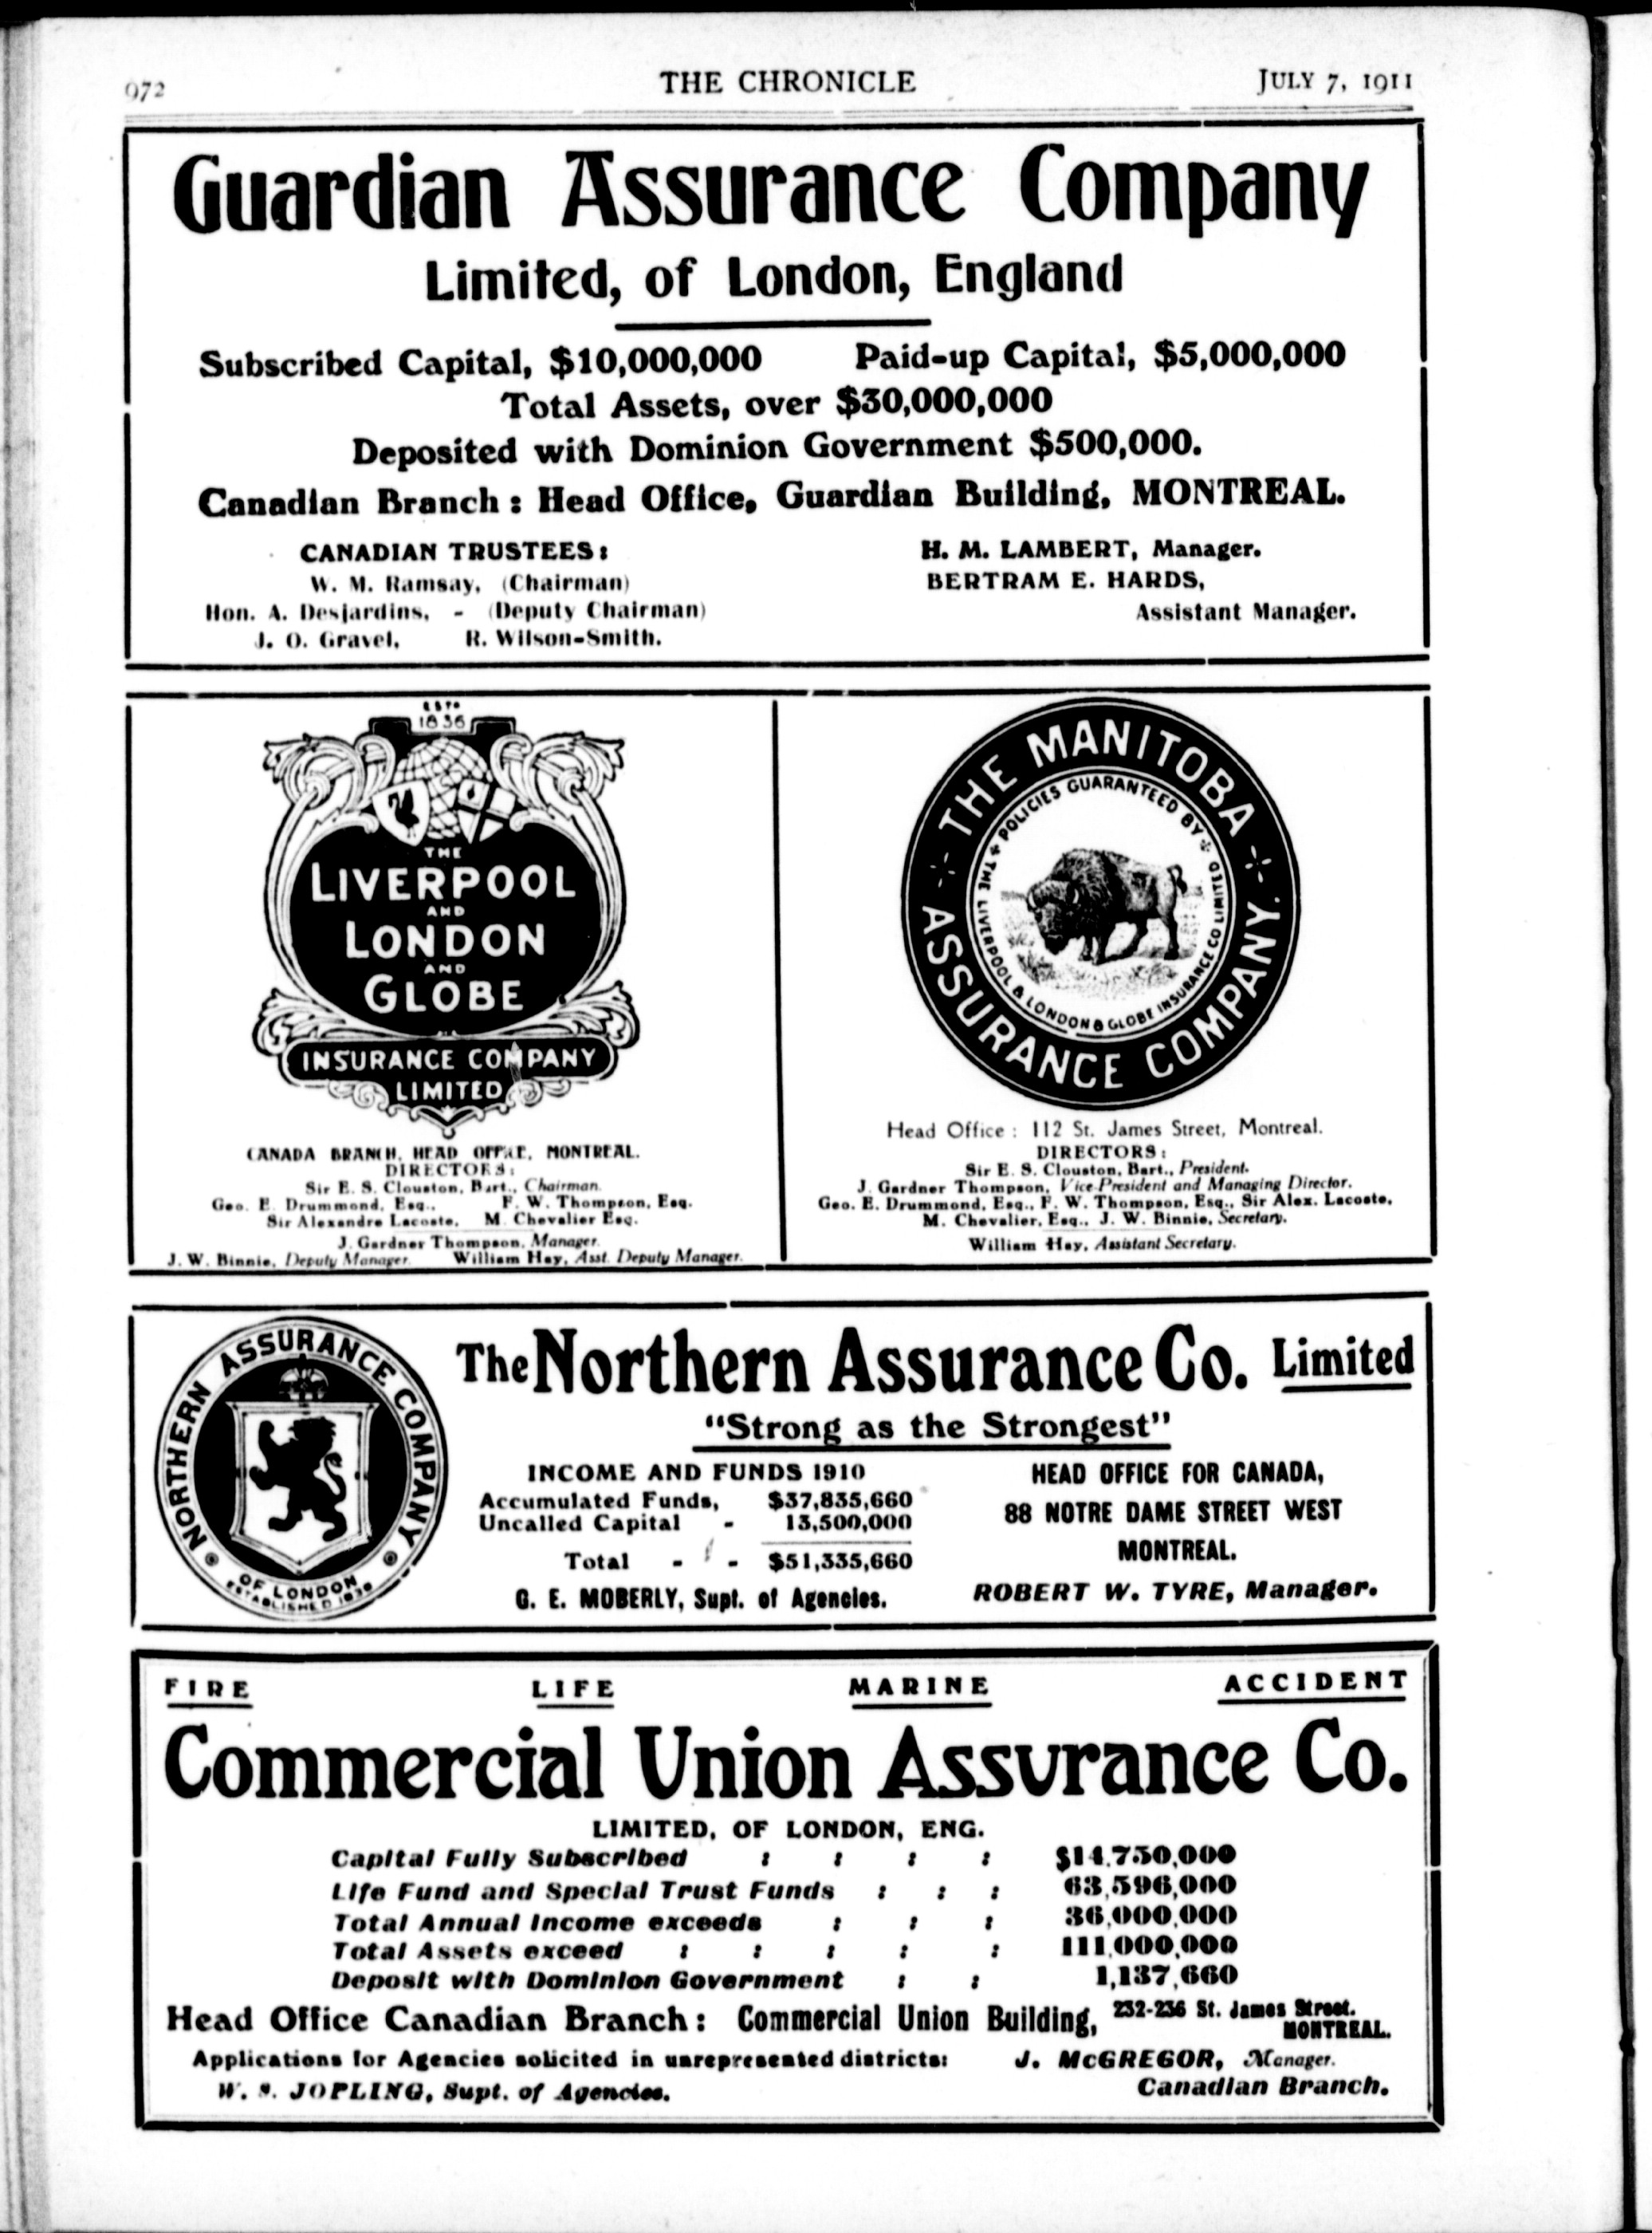 972 THE CHRONICLE JULY 7, 1911
Guardian Assurance Company
Limited, of London, England
Subscribed Capital, $10,000,000 Paid-up Capital, $5,000,000
Total Assets, over $30,000,000
Deposited with Dominion Government $500,000.
Canadian Branch : Head Office, Guardian Building, MONTREAL.
CANADIAN TRUSTEES:
W. M. Ramsay, (Chairman)
Hon. A. Desjardins, - (Deputy Chairman)
J. O. Gravel, R. Wilson-Smith.
H. M. LAMBERT, Manager.
BERTRAM E. HARDS,
Assistant Manager.
ESTD
1836
THE
LIVERPOOL
AND
LONDON
AND
GLOBE
INSURANCE COMPANY
LIMITED
CANADA BRANCH, HEAD OFFICE, MONTREAL.
DIRECTORS:
Sir E. S. Clouston, Bart., Chairman.
Geo. E. Drummond, Esq., F. W. Thompson, Esq.
Sir Alexandre Lacoste, M. Chevalier Esq.
J. Gardner Thompson, Manager.
J. W. Binnie, Deputy Manager. William Hay, Asst. Deputy Manager.
THE MANITOBA
ASSURANCE COMPANY.
POLICIES GUARANTEED BY
THE LIVERPOOL & LONDON & GLOBE INSURANCE CO LIMITED
Head Office : 112 St. James Street, Montreal.
DIRECTORS:
Sir E. S. Clouston, Bart., President.
J. Gardner Thompson, Vice-President and Managing Director.
Geo. E. Drummond, Esq., F. W. Thompson, Esq., Sir Alex. Lacoste.
M. Chevalier, Esq., J. W. Binnie, Secretary.
William Hay, Assistant Secretary.
NORTHERN ASSURANCE COMPANY
OF LONDON
ESTABLISHED 1836
The Northern Assurance Co. Limited
"Strong as the Strongest"
INCOME AND FUNDS 1910
Accumulated Funds, $37,835,660
Uncalled Capital - 13,500,000
Total - - $51,335,660
G. E. MOBERLY, Supt. of Agencies.
HEAD OFFICE FOR CANADA,
88 NOTRE DAME STREET WEST
MONTREAL.
ROBERT W. TYRE, Manager.
FIRE LIFE MARINE ACCIDENT
Commercial Union Assurance Co.
LIMITED, OF LONDON, ENG.
Capital Fully Subscribed : : : : $14,750,000
Life Fund and Special Trust Funds : : : 63,596,000
Total Annual Income exceeds : : : 36,000,000
Total Assets exceed : : : : : 111,000,000
Deposit with Dominion Government : : 1,137,660
Head Office Canadian Branch: Commercial Union Building, 232-236 St. James Street.
MONTREAL.
Applications for Agencies solicited in unrepresented districts:
W. S. JOPLING, Supt. of Agencies.
J. McGREGOR, Manager.
Canadian Branch.